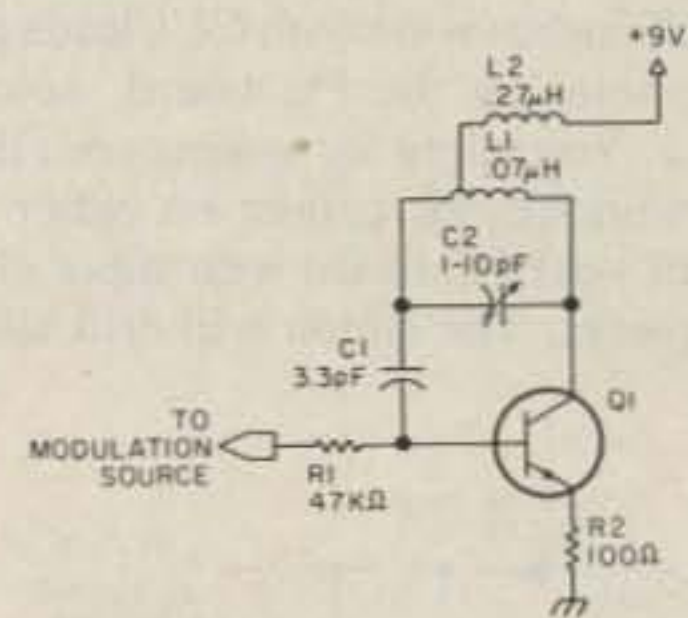 +9V
L2
.27µH
L1
.07µH
C2
1-10pF
C1
3.3pF
Q1
TO
MODULATION
SOURCE
R1
47KΩ
R2
100Ω